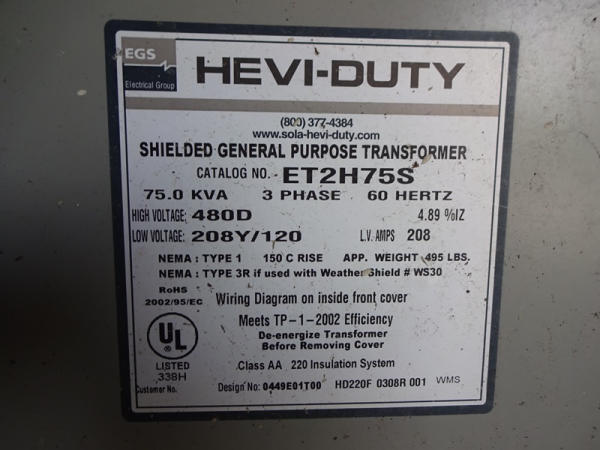 EGS
Electrical Group
HEVI-DUTY
(800) 377-4384
www.sola-hevi-duty.com
SHIELDED GENERAL PURPOSE TRANSFORMER
CATALOG NO. ET2H75S
75.0 KVA 3 PHASE 60 HERTZ
HIGH VOLTAGE: 480D 4.89 %IZ
LOW VOLTAGE: 208Y/120 L.V. AMPS 208
NEMA : TYPE 1 150 C RISE APP. WEIGHT 495 LBS.
NEMA : TYPE 3R if used with Weather Shield # WS30
RoHS
2002/95/EC
Wiring Diagram on inside front cover
Meets TP-1-2002 Efficiency
De-energize Transformer
Before Removing Cover
UL
LISTED
338H
Class AA 220 Insulation System
Customer No. Design No: 0449E01T00 HD220F 0308R 001 WMS